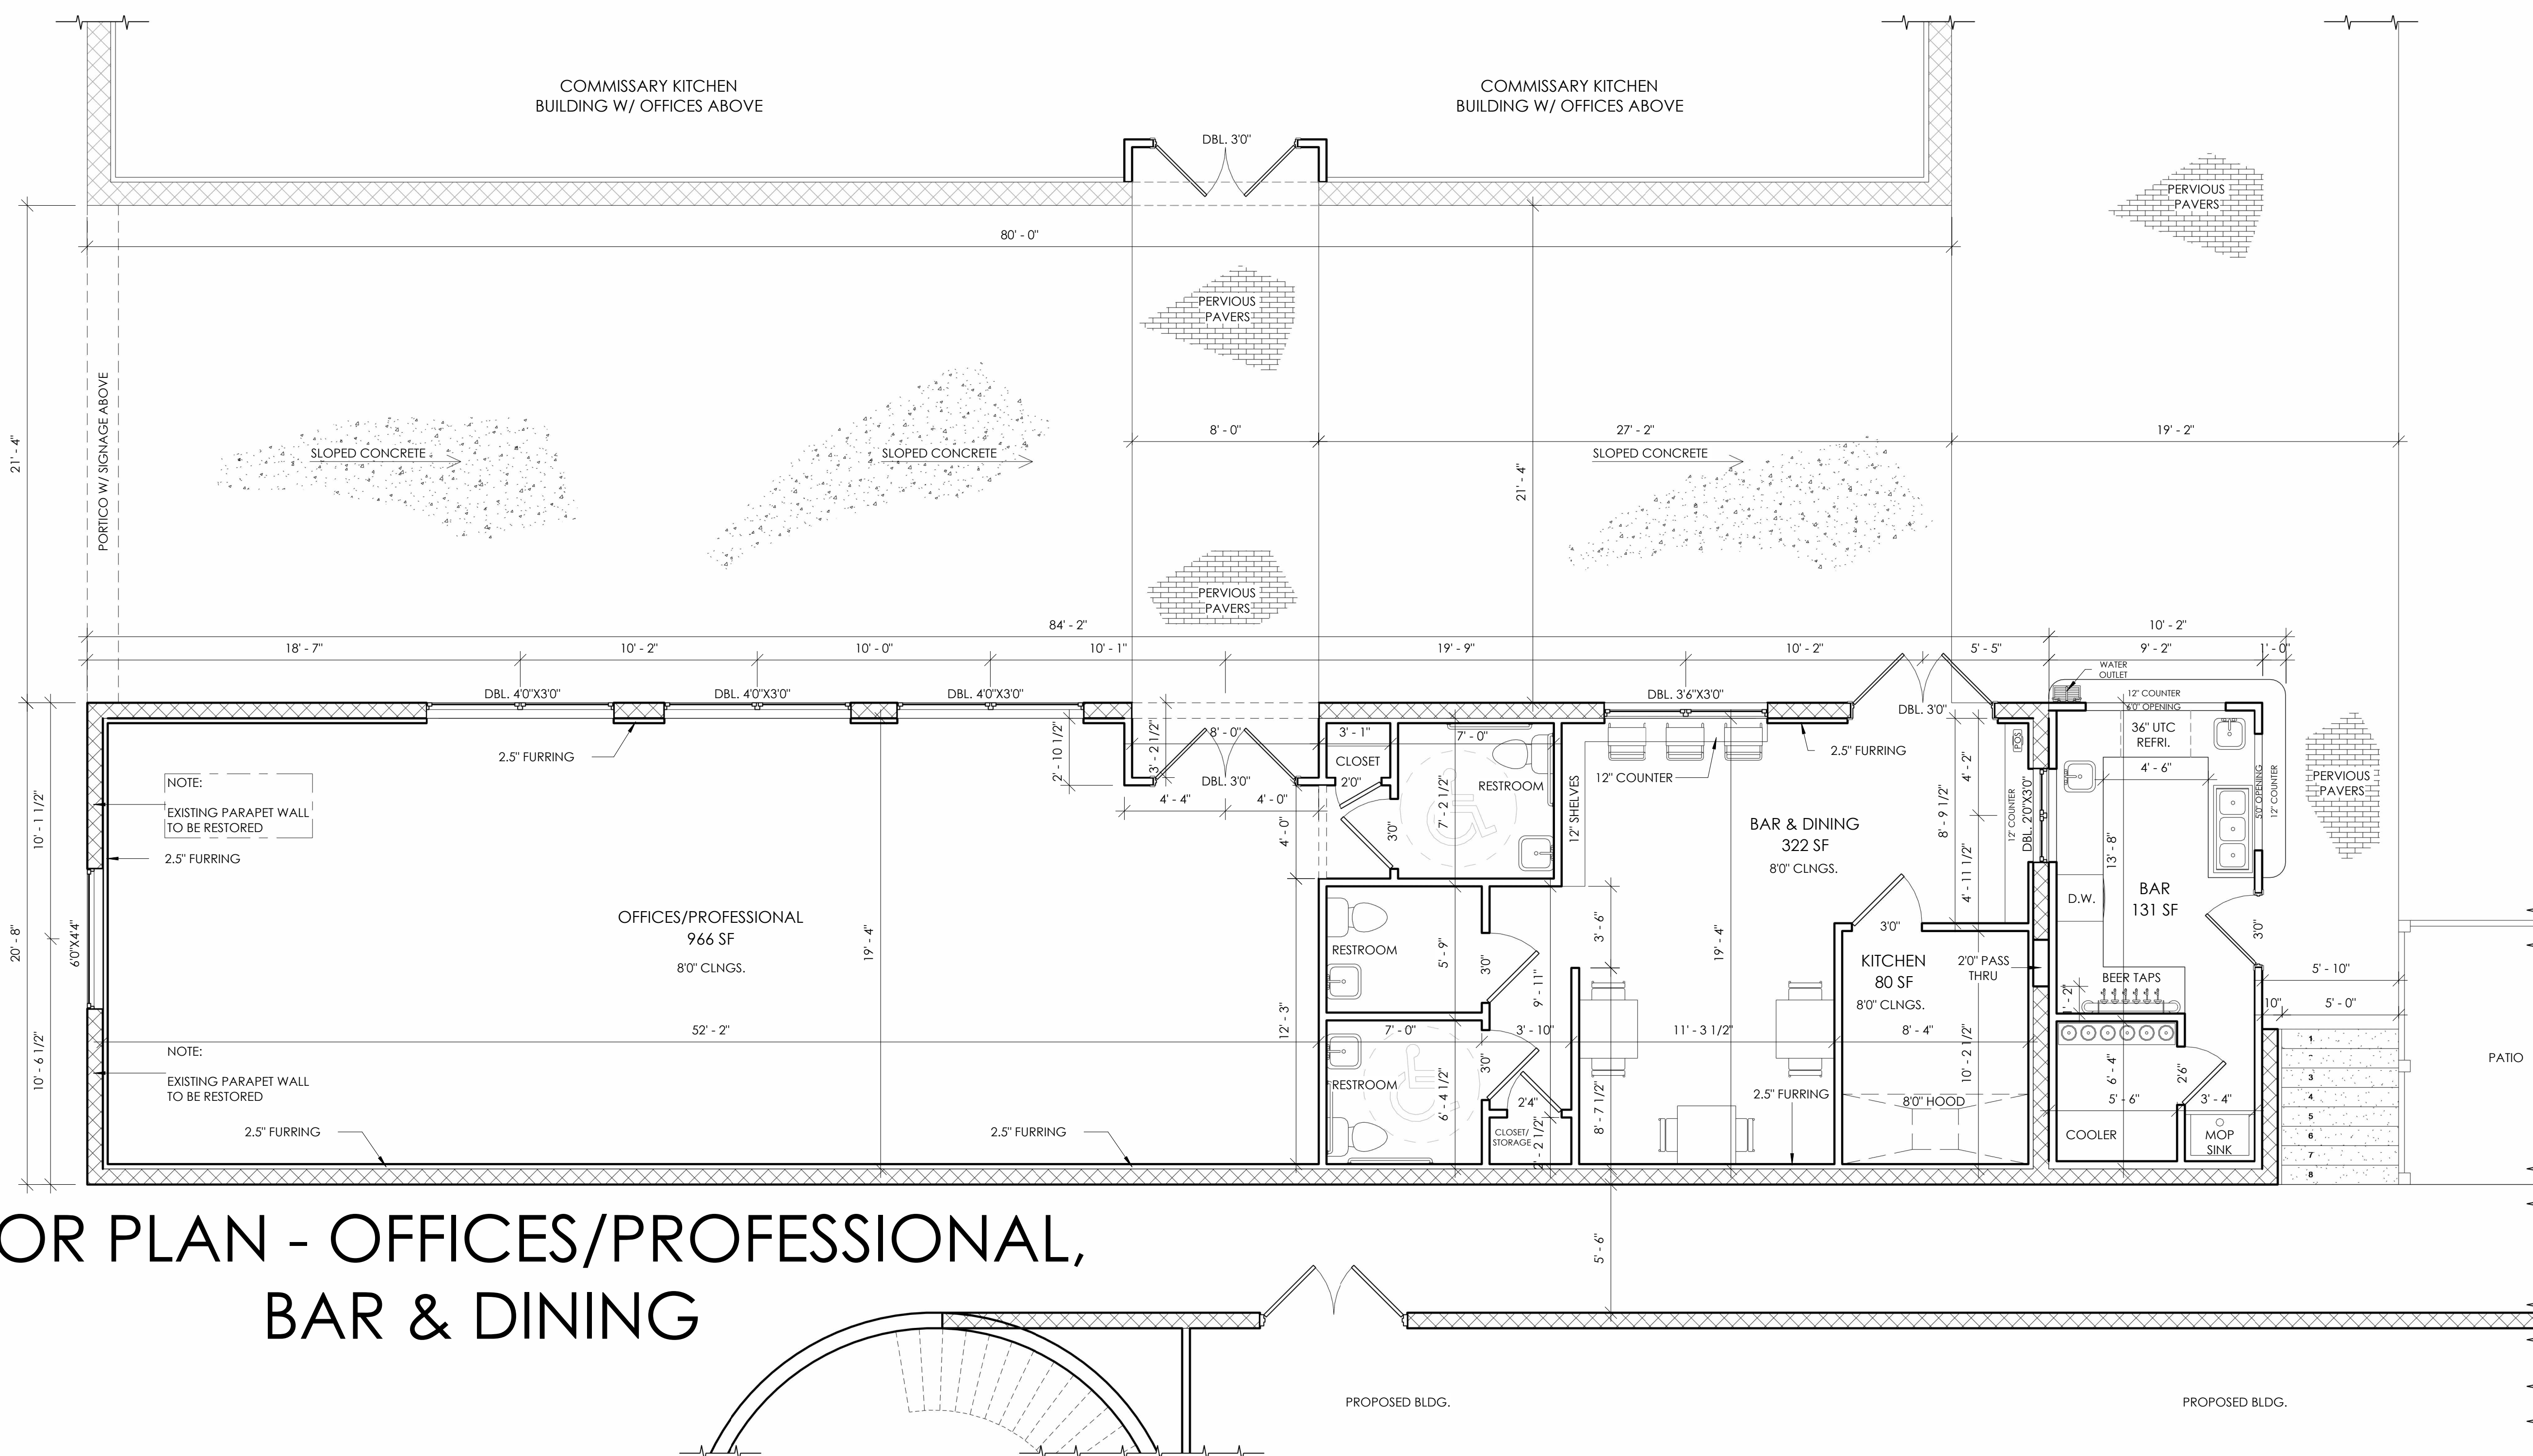 COMMISSARY KITCHEN
BUILDING W/ OFFICES ABOVE
COMMISSARY KITCHEN
BUILDING W/ OFFICES ABOVE
DBL. 3'0"
PERVIOUS
PAVERS
80' - 0"
PERVIOUS
PAVERS
PORTICO W/ SIGNAGE ABOVE
21' - 4"
SLOPED CONCRETE
SLOPED CONCRETE
8' - 0"
27' - 2"
19' - 2"
SLOPED CONCRETE
21' - 4"
PERVIOUS
PAVERS
84' - 2"
10' - 2"
18' - 7"
10' - 2"
10' - 0"
10' - 1"
19' - 9"
10' - 2"
5' - 5"
9' - 2"
1' - 0"
WATER
OUTLET
DBL. 4'0"X3'0"
DBL. 4'0"X3'0"
DBL. 4'0"X3'0"
DBL. 3'6"X3'0"
DBL. 3'0"
12" COUNTER
6'0" OPENING
2.5" FURRING
2' - 10 1/2"
3' - 2 1/2"
8' - 0"
3' - 1"
7' - 0"
2.5" FURRING
POS
36" UTC
REFRI.
CLOSET
2'0"
DBL. 3'0"
4' - 4"
4' - 0"
RESTROOM
7' - 2 1/2"
3'0"
4' - 0"
12" COUNTER
12" SHELVES
NOTE:
EXISTING PARAPET WALL
TO BE RESTORED
2.5" FURRING
10' - 1 1/2"
20' - 8"
6'0"X4'4"
10' - 6 1/2"
BAR & DINING
322 SF
8'0" CLNGS.
8' - 9 1/2"
4' - 2"
4' - 11 1/2"
12" COUNTER
DBL. 2'0"X3'0"
4' - 6"
13' - 8"
5'0" OPENING
12" COUNTER
PERVIOUS
PAVERS
D.W.
BAR
131 SF
3'0"
OFFICES/PROFESSIONAL
966 SF
8'0" CLNGS.
19' - 4"
RESTROOM
5' - 9"
3'0"
9' - 11"
3' - 6"
19' - 4"
3'0"
KITCHEN
80 SF
8'0" CLNGS.
2'0" PASS
THRU
BEER TAPS
1' - 2"
5' - 10"
10"
5' - 0"
52' - 2"
12' - 3"
7' - 0"
3' - 10"
11' - 3 1/2"
8' - 4"
10' - 2 1/2"
NOTE:
EXISTING PARAPET WALL
TO BE RESTORED
RESTROOM
6' - 4 1/2"
3'0"
2'4"
CLOSET/
STORAGE
2' - 2 1/2"
8' - 7 1/2"
2.5" FURRING
8'0" HOOD
6' - 4"
5' - 6"
2'6"
3' - 4"
COOLER
MOP
SINK
1
3
4
5
6
7
8
PATIO
2.5" FURRING
2.5" FURRING
OR PLAN - OFFICES/PROFESSIONAL,
BAR & DINING
5' - 6"
PROPOSED BLDG.
PROPOSED BLDG.